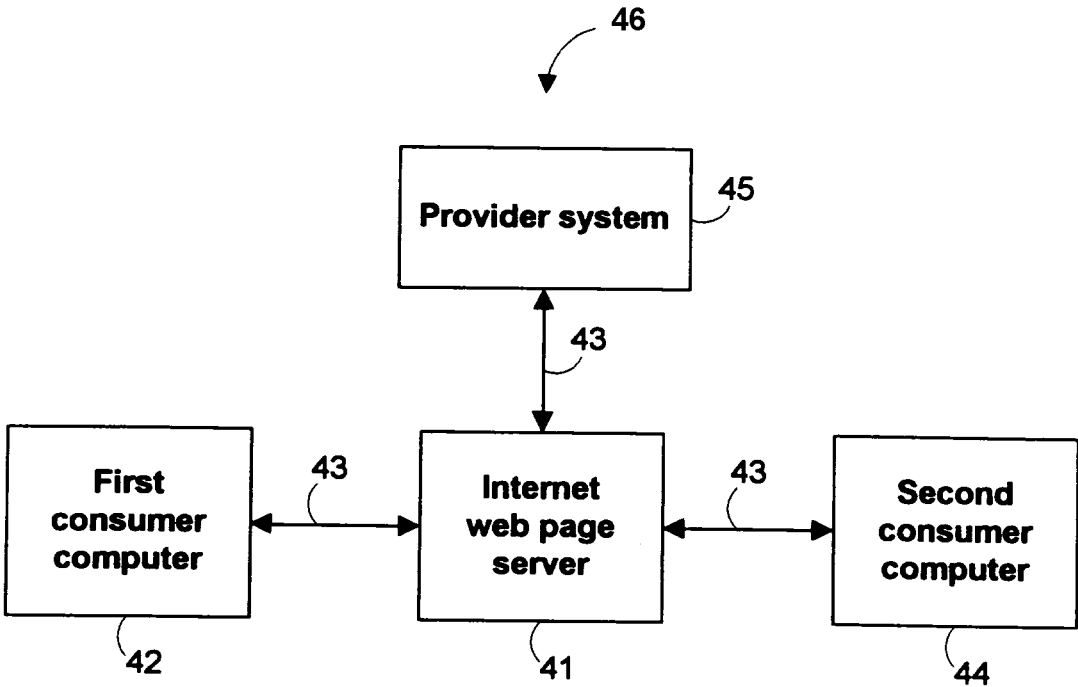 46
Provider system
45
43
First
consumer
computer
43
Internet
web page
server
43
Second
consumer
computer
42
41
44